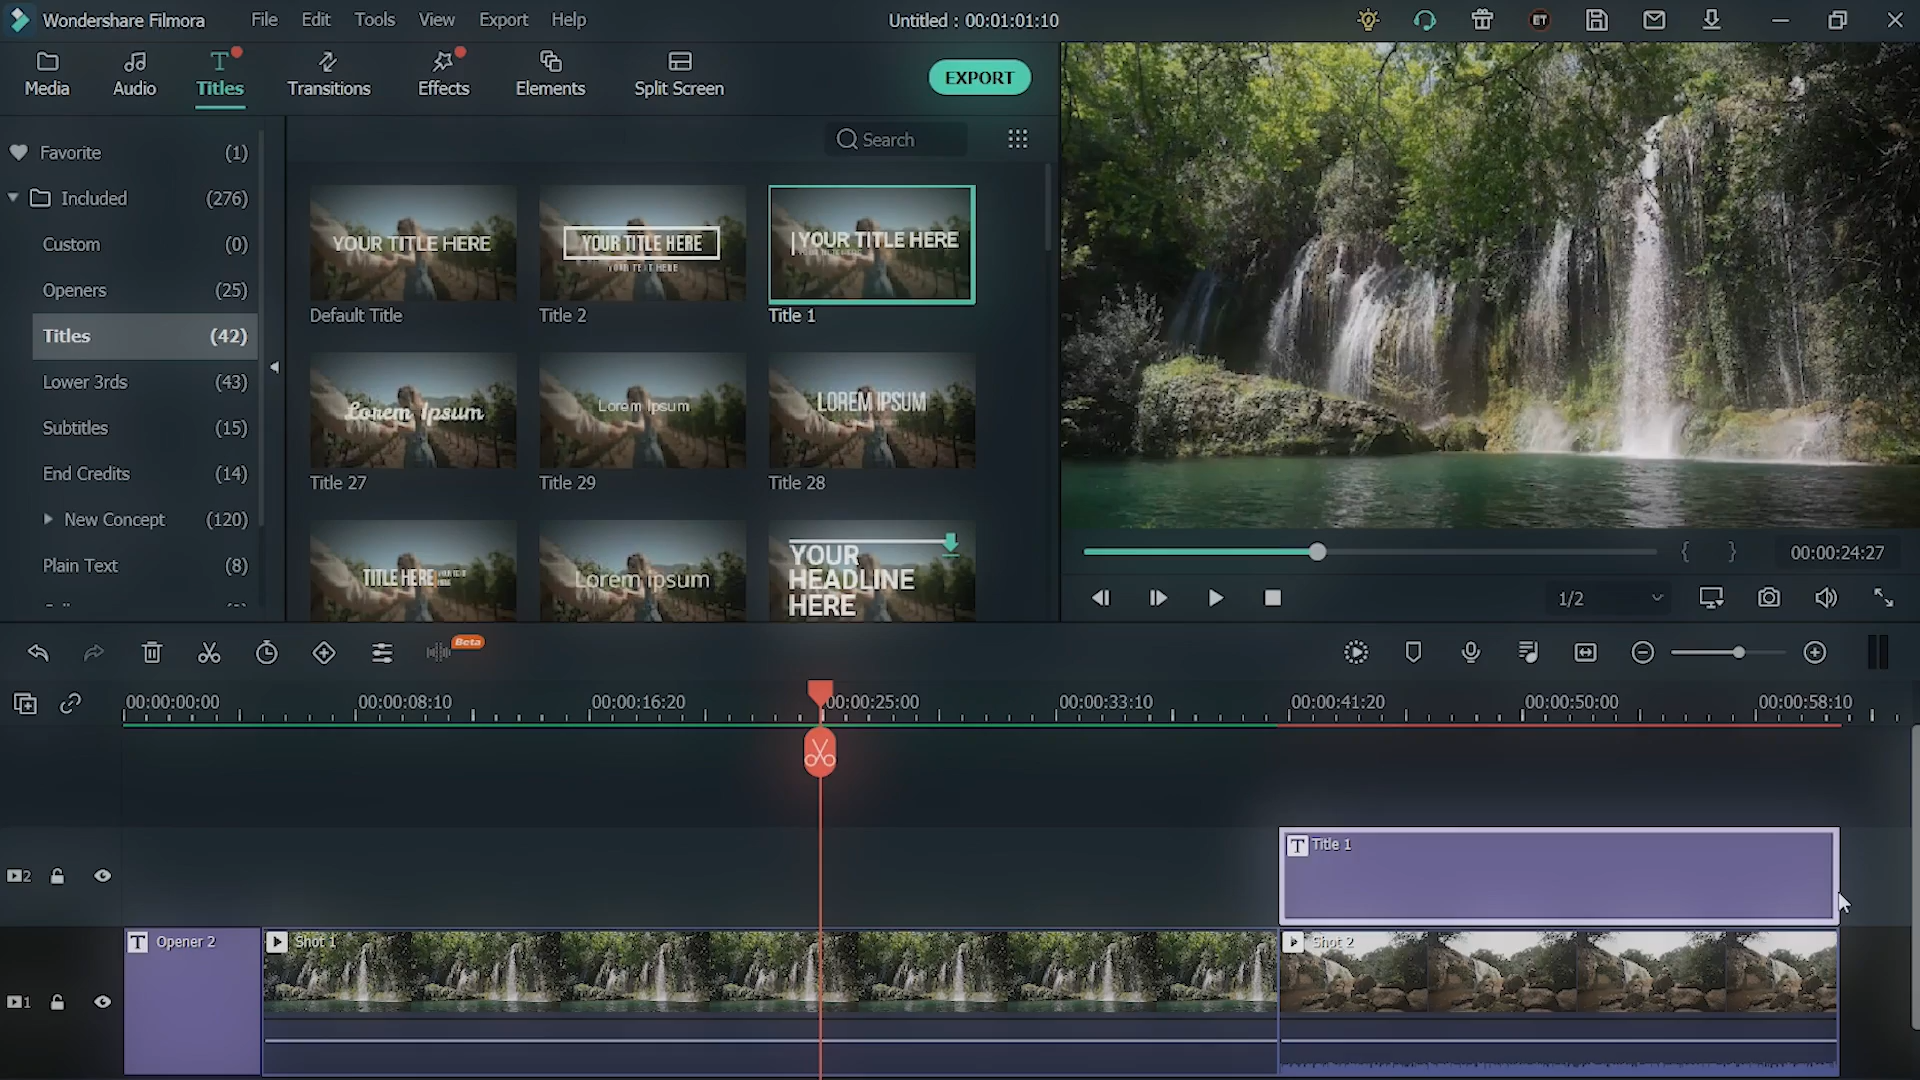 Wondershare Filmora File Edit Tools View Export Help Untitled : 00:01:01:10 ET
Media Audio Titles Transitions Effects Elements Split Screen EXPORT
Search
Favorite (1)
Included (276)
Custom (0)
Openers (25)
Titles (42)
Lower 3rds (43)
Subtitles (15)
End Credits (14)
New Concept (120)
Plain Text (8)
YOUR TITLE HERE
Default Title
YOUR TITLE HERE
YOUR TEXT HERE
Title 2
YOUR TITLE HERE
Title 1
Lorem Ipsum
Title 27
Lorem Ipsum
Title 29
LOREM IPSUM
Title 28
TITLE HERE
Lorem ipsum
YOUR
HEADLINE
HERE
{ } 00:00:24:27
1/2
Beta
00:00:00:00 00:00:08:10 00:00:16:20 00:00:25:00 00:00:33:10 00:00:41:20 00:00:50:00 00:00:58:10
2
T Title 1
1
T Opener 2
Shot 1
Shot 2